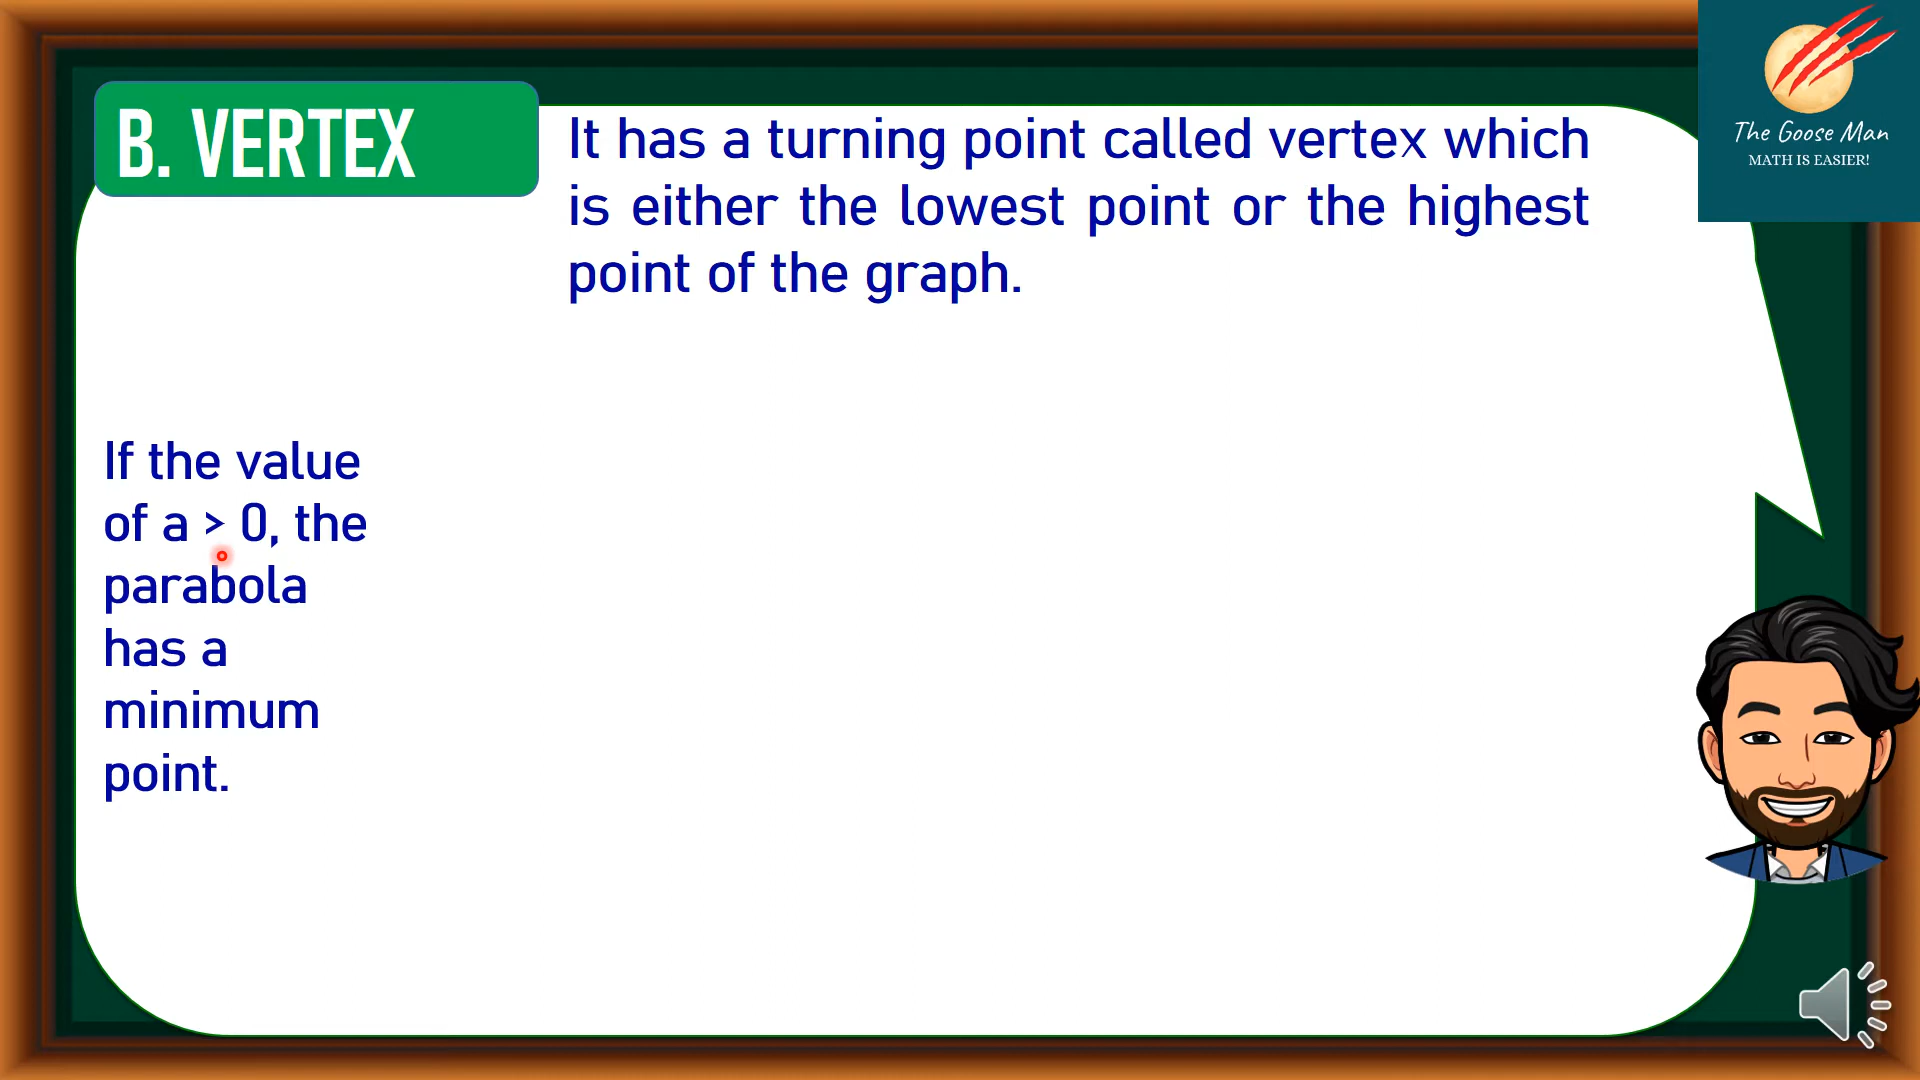 B. VERTEX
It has a turning point called vertex which
is either the lowest point or the highest
point of the graph.
The Goose Man
MATH IS EASIER!
If the value
of a > 0, the
parabola
has a
minimum
point.